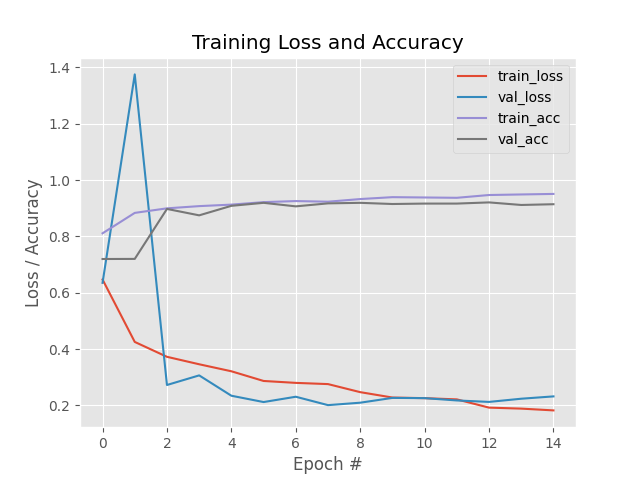 Training Loss and Accuracy
train_loss
val_loss
train_acc
val_acc
Loss / Accuracy
1.4
1.2
1.0
0.8
0.6
0.4
0.2
0 2 4 6 8 10 12 14
Epoch #